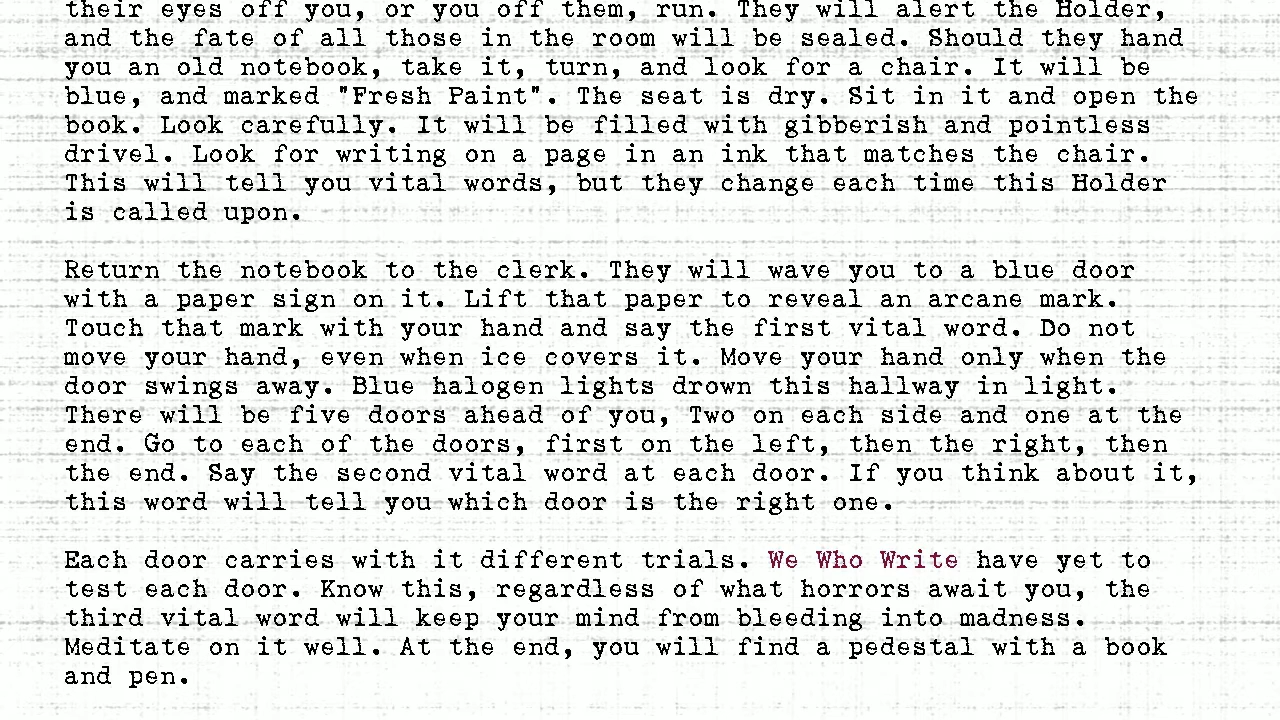 their eyes off you, or you off them, run. They will alert the Holder,
and the fate of all those in the room will be sealed. Should they hand
you an old notebook, take it, turn, and look for a chair. It will be
blue, and marked "Fresh Paint". The seat is dry. Sit in it and open the
book. Look carefully. It will be filled with gibberish and pointless
drivel. Look for writing on a page in an ink that matches the chair.
This will tell you vital words, but they change each time this Holder
is called upon.
Return the notebook to the clerk. They will wave you to a blue door
with a paper sign on it. Lift that paper to reveal an arcane mark.
Touch that mark with your hand and say the first vital word. Do not
move your hand, even when ice covers it. Move your hand only when the
door swings away. Blue halogen lights drown this hallway in light.
There will be five doors ahead of you, Two on each side and one at the
end. Go to each of the doors, first on the left, then the right, then
the end. Say the second vital word at each door. If you think about it,
this word will tell you which door is the right one.
Each door carries with it different trials. We Who Write have yet to
test each door. Know this, regardless of what horrors await you, the
third vital word will keep your mind from bleeding into madness.
Meditate on it well. At the end, you will find a pedestal with a book
and pen.